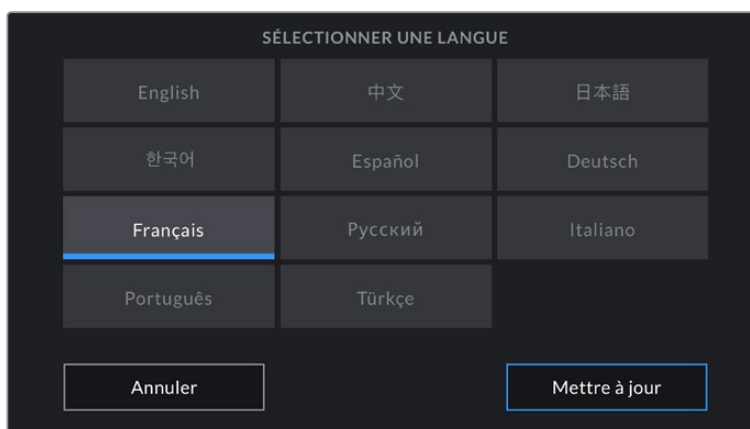 SÉLECTIONNER UNE LANGUE
English 中文 日本語
한국어 Español Deutsch
Français Русский Italiano
Português Türkçe
Annuler Mettre à jour